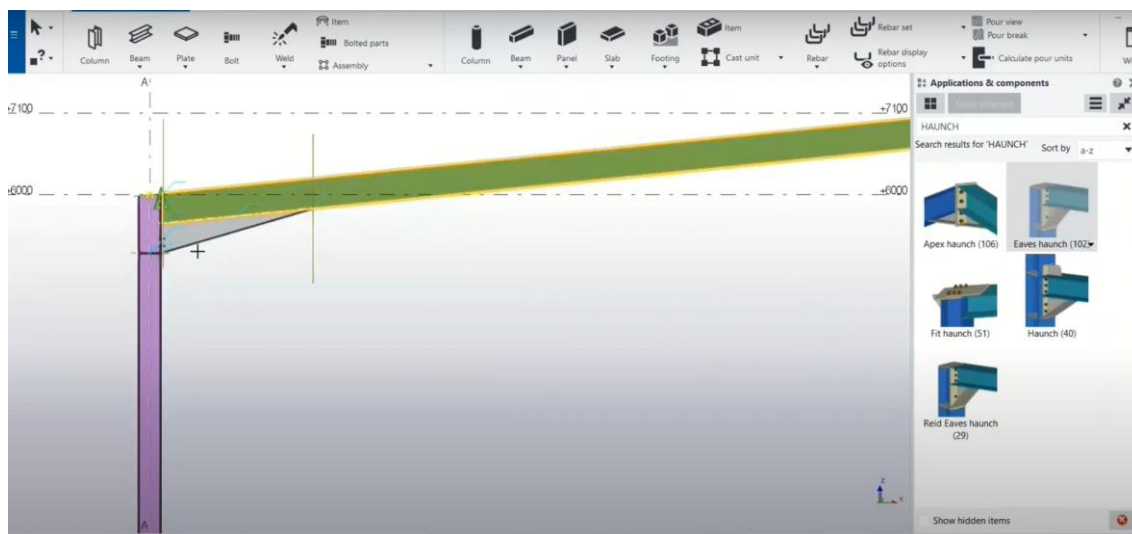 Item
Bolted parts
Assembly
Column
Beam
Plate
Bolt
Weld
Column
Beam
Panel
Slab
Footing
Item
Cast unit
Rebar
Rebar set
Rebar display
options
Pour view
Pour break
Calculate pour units
A
+7100
+7100
+6000
+6000
A
z
x
Applications & components
HAUNCH
Search results for 'HAUNCH'
Sort by
a-z
Apex haunch (106)
Eaves haunch (102)
Fit haunch (51)
Haunch (40)
Reid Eaves haunch
(29)
Show hidden items